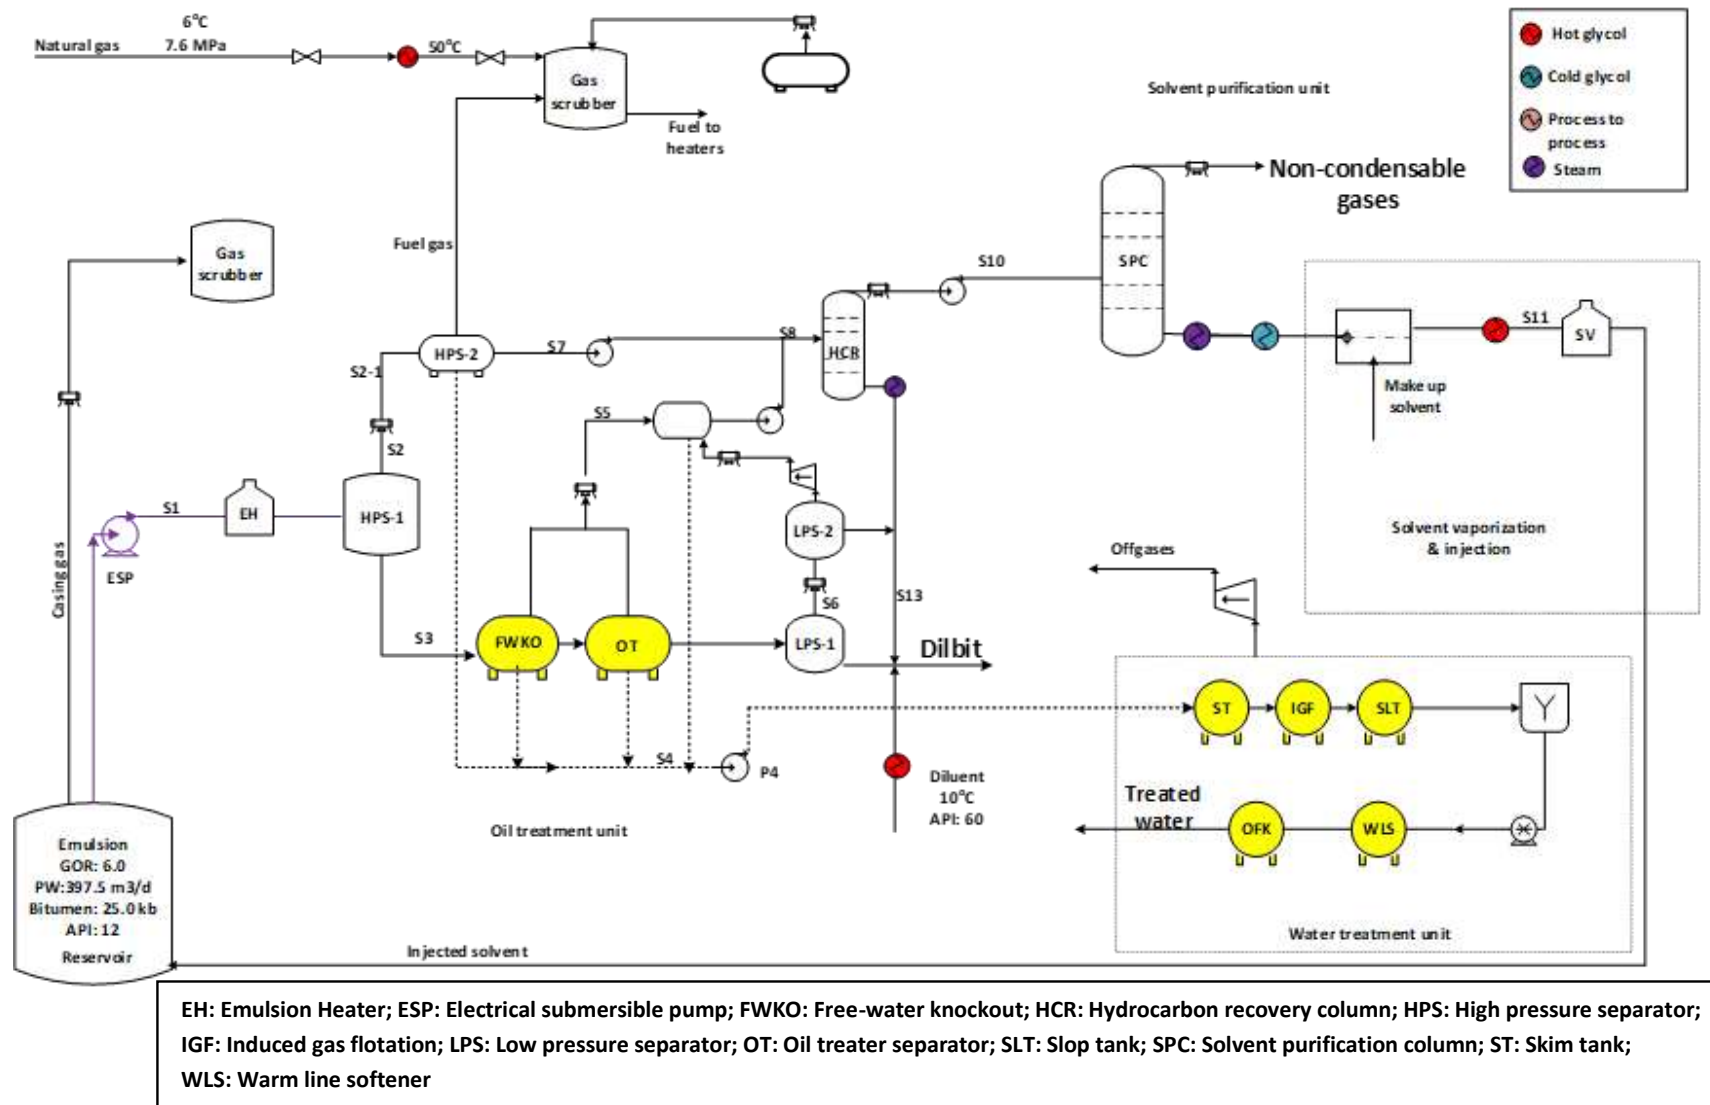 6°C
Natural gas
7.6 MPa
50°C
Gas
scrubber
Fuel to
heaters
Solvent purification unit
Hot glycol
Cold glycol
Process to
process
Steam
Non-condensable
gases
Fuel gas
Gas
scrubber
S10
SPC
S11
SV
Make up
solvent
HPS-2
S7
S8
HCR
S2-1
S2
S5
S1
EH
HPS-1
ESP
Casing gas
LPS-2
S6
S13
Solvent vaporization
& injection
Offgases
S3
FWKO
OT
LPS-1
Dilbit
ST
IGF
SLT
S4
P4
Diluent
10°C
API: 60
Treated
water
OFK
WLS
Oil treatment unit
Water treatment unit
Emulsion
GOR: 6.0
PW:397.5 m3/d
Bitumen: 25.0 kb
API: 12
Reservoir
Injected solvent
EH: Emulsion Heater; ESP: Electrical submersible pump; FWKO: Free-water knockout; HCR: Hydrocarbon recovery column; HPS: High pressure separator;
IGF: Induced gas flotation; LPS: Low pressure separator; OT: Oil treater separator; SLT: Slop tank; SPC: Solvent purification column; ST: Skim tank;
WLS: Warm line softener